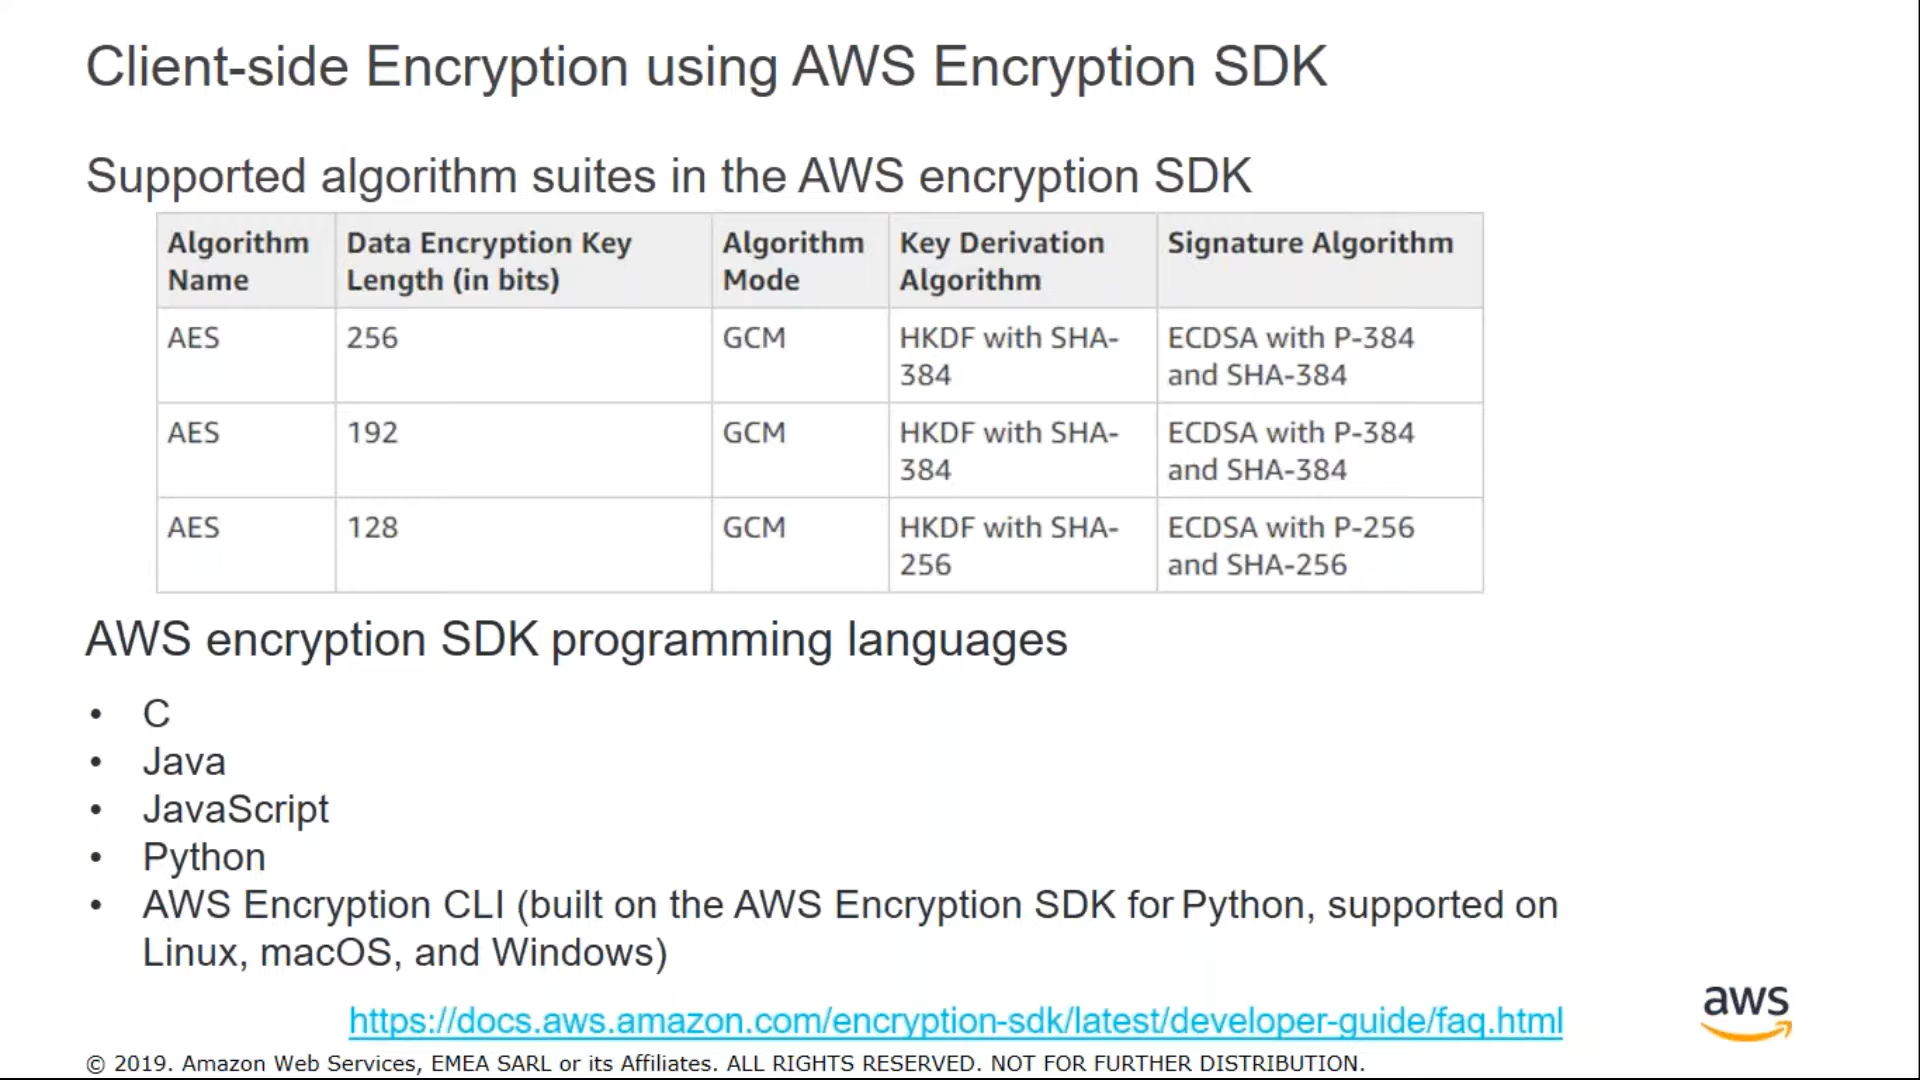 Client-side Encryption using AWS Encryption SDK
Supported algorithm suites in the AWS encryption SDK
Algorithm Name | Data Encryption Key Length (in bits) | Algorithm Mode | Key Derivation Algorithm | Signature Algorithm
AES | 256 | GCM | HKDF with SHA-384 | ECDSA with P-384 and SHA-384
AES | 192 | GCM | HKDF with SHA-384 | ECDSA with P-384 and SHA-384
AES | 128 | GCM | HKDF with SHA-256 | ECDSA with P-256 and SHA-256
AWS encryption SDK programming languages
• C
• Java
• JavaScript
• Python
• AWS Encryption CLI (built on the AWS Encryption SDK for Python, supported on
Linux, macOS, and Windows)
https://docs.aws.amazon.com/encryption-sdk/latest/developer-guide/faq.html
aws
© 2019. Amazon Web Services, EMEA SARL or its Affiliates. ALL RIGHTS RESERVED. NOT FOR FURTHER DISTRIBUTION.